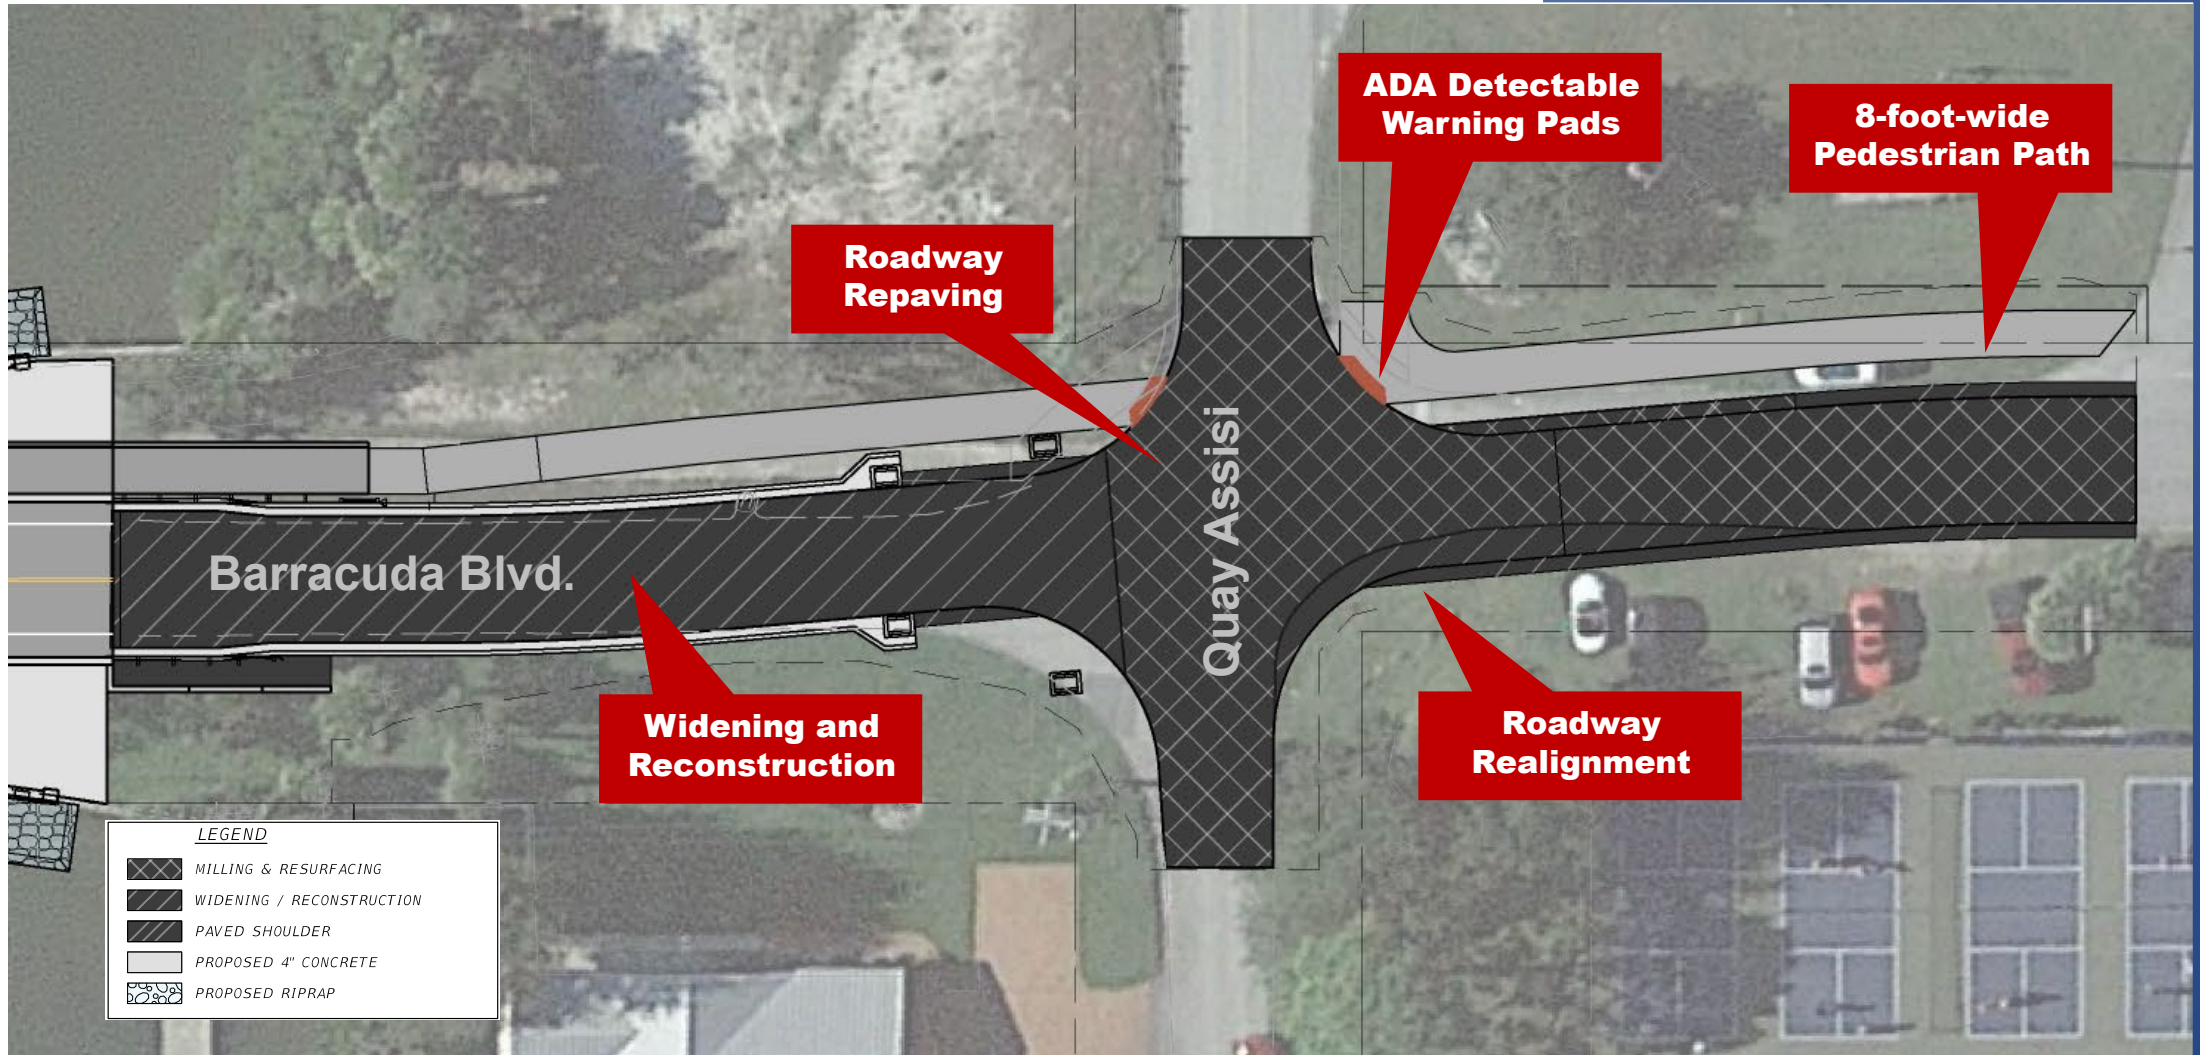 ADA Detectable
Warning Pads
8-foot-wide
Pedestrian Path
Roadway
Repaving
Quay Assisi
Barracuda Blvd.
Widening and
Reconstruction
Roadway
Realignment
LEGEND
MILLING & RESURFACING
WIDENING / RECONSTRUCTION
PAVED SHOULDER
PROPOSED 4" CONCRETE
PROPOSED RIPRAP